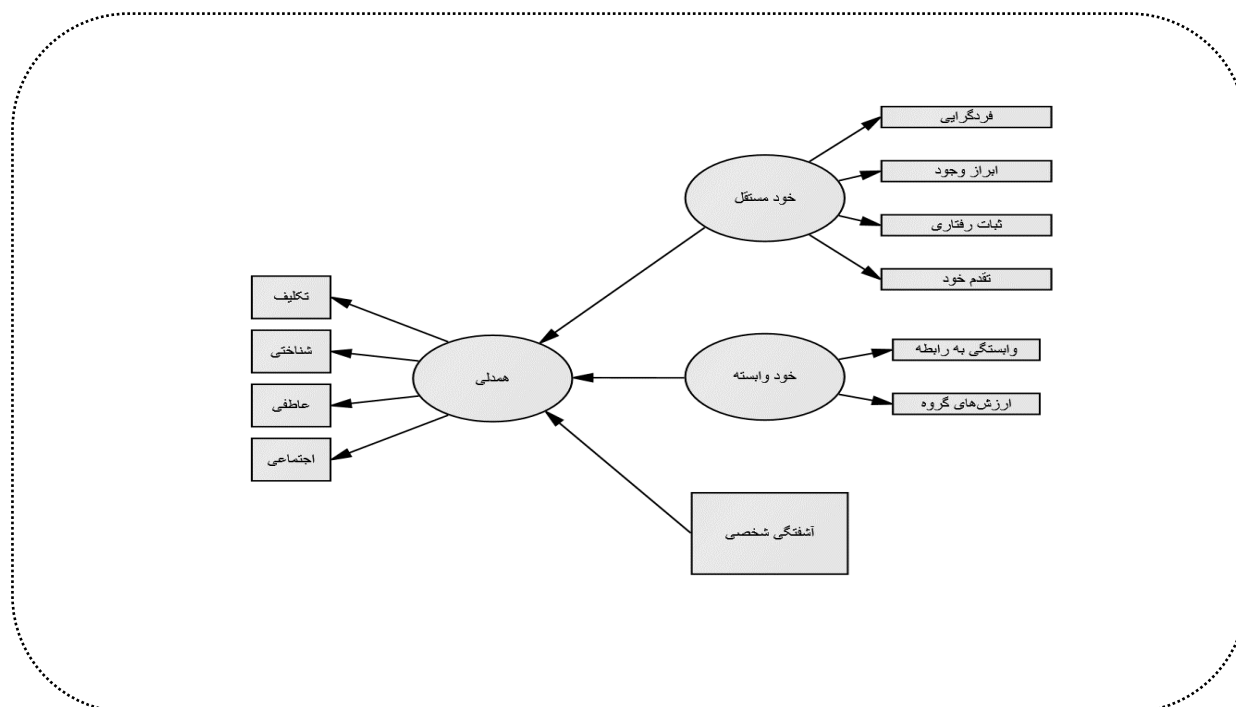 فردگرایی
ابراز وجود
ثبات رفتاری
تقدم خود
خود مستقل
وابستگی به رابطه
ارزش‌های گروه
خود وابسته
آشفتگی شخصی
همدلی
تکلیف
شناختی
عاطفی
اجتماعی